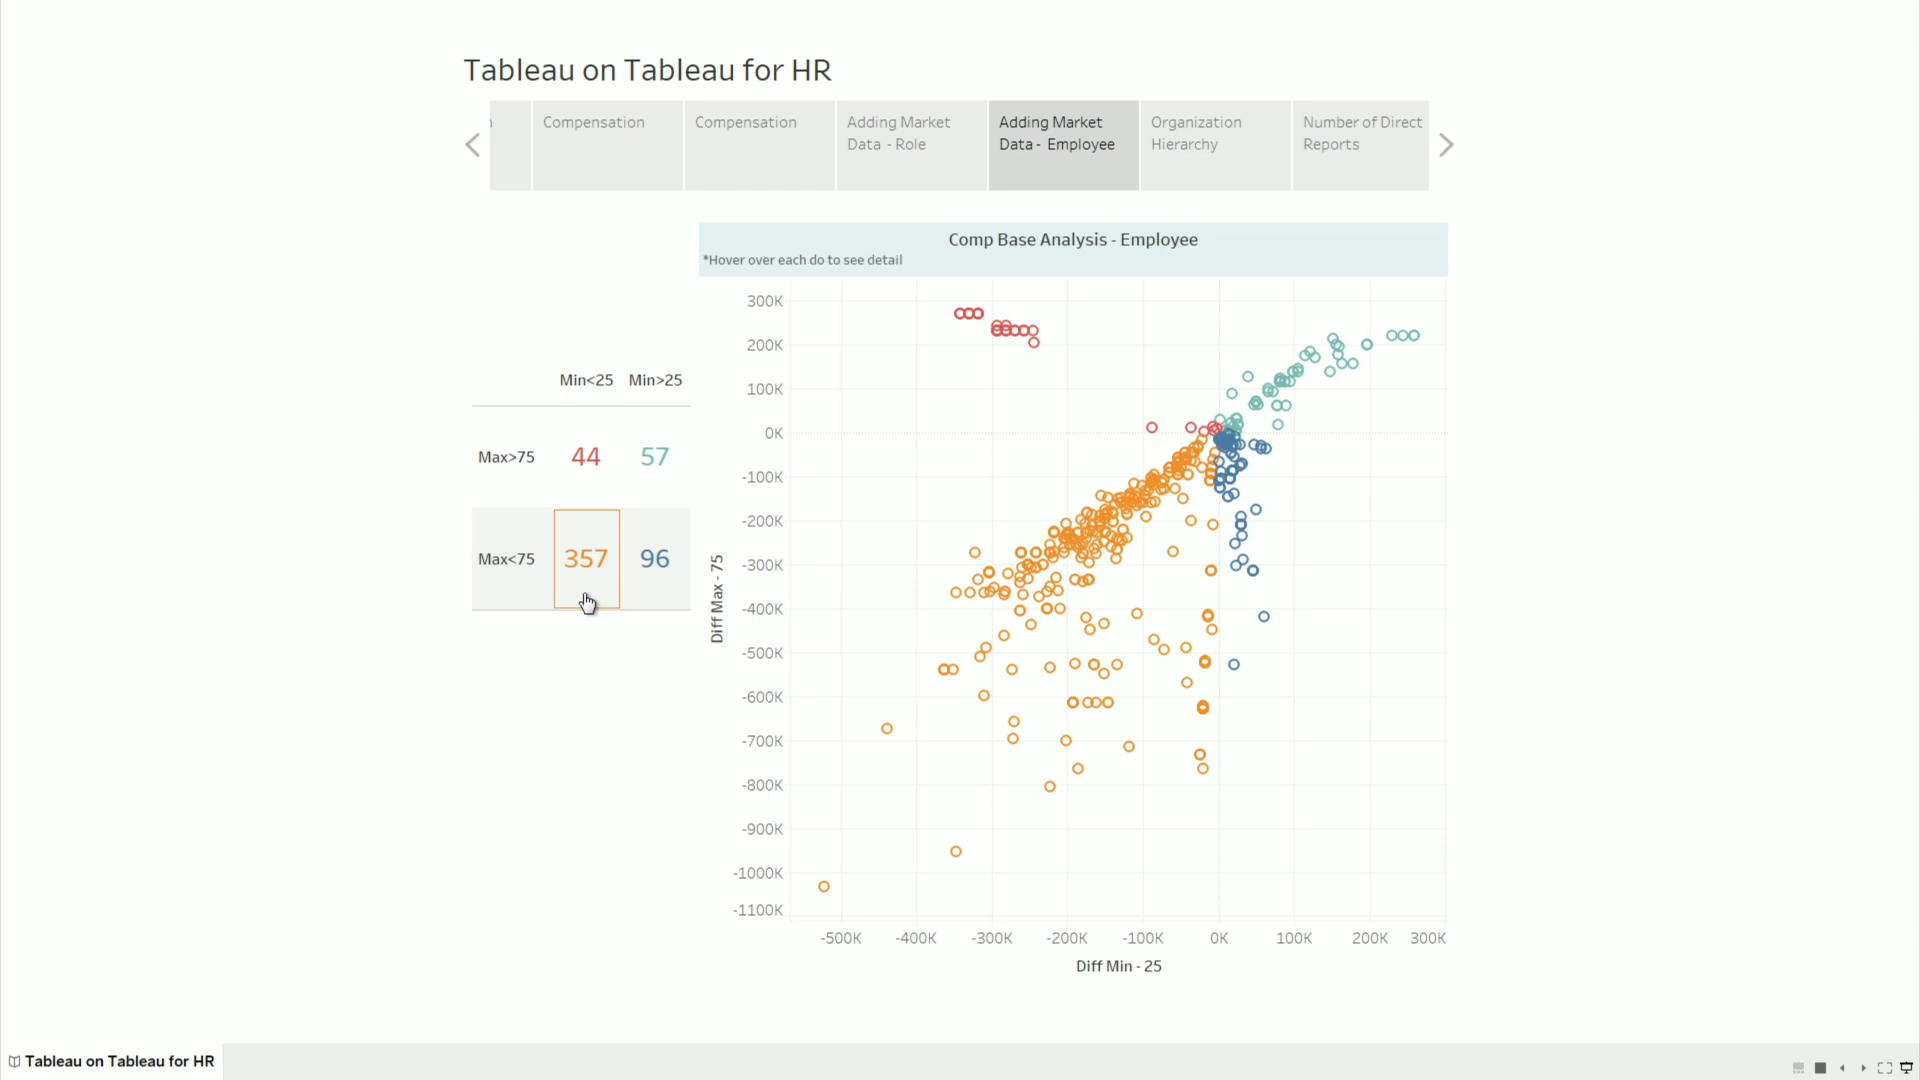 Tableau on Tableau for HR
Compensation
Compensation
Adding Market
Data - Role
Adding Market
Data - Employee
Organization
Hierarchy
Number of Direct
Reports
Comp Base Analysis - Employee
*Hover over each do to see detail
Min<25 Min>25
Max>75 44 57
Max<75 357 96
Diff Max - 75
300K
200K
100K
0K
-100K
-200K
-300K
-400K
-500K
-600K
-700K
-800K
-900K
-1000K
-1100K
-500K -400K -300K -200K -100K 0K 100K 200K 300K
Diff Min - 25
Tableau on Tableau for HR